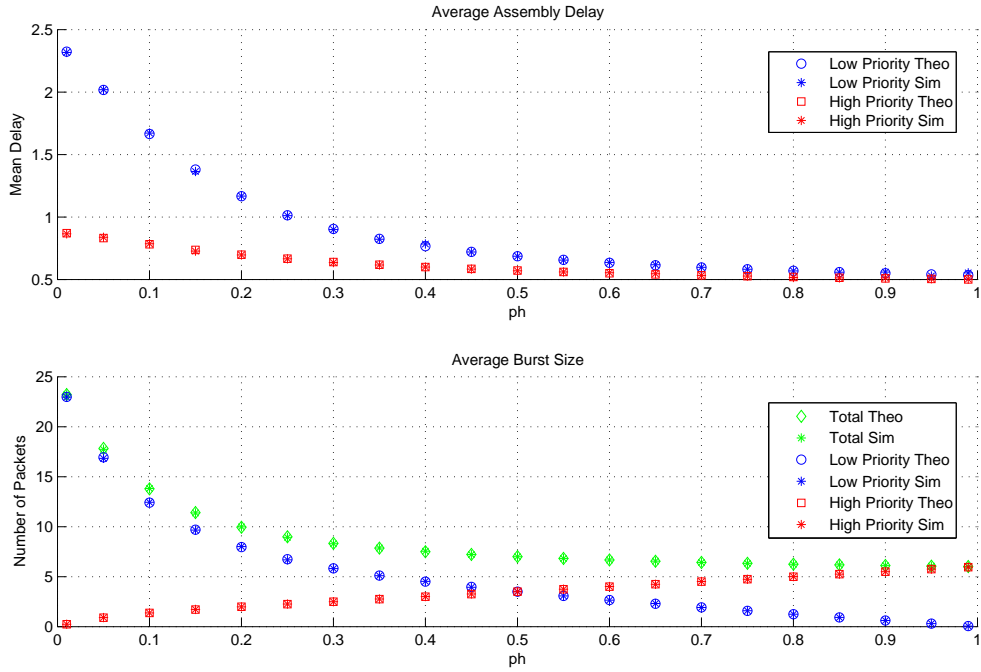 Average Assembly Delay
2.5
2
1.5
1
0.5
Mean Delay
Low Priority Theo
Low Priority Sim
High Priority Theo
High Priority Sim
0 0.1 0.2 0.3 0.4 0.5 0.6 0.7 0.8 0.9 1
ph
Average Burst Size
25
20
15
10
5
0
Number of Packets
Total Theo
Total Sim
Low Priority Theo
Low Priority Sim
High Priority Theo
High Priority Sim
0 0.1 0.2 0.3 0.4 0.5 0.6 0.7 0.8 0.9 1
ph